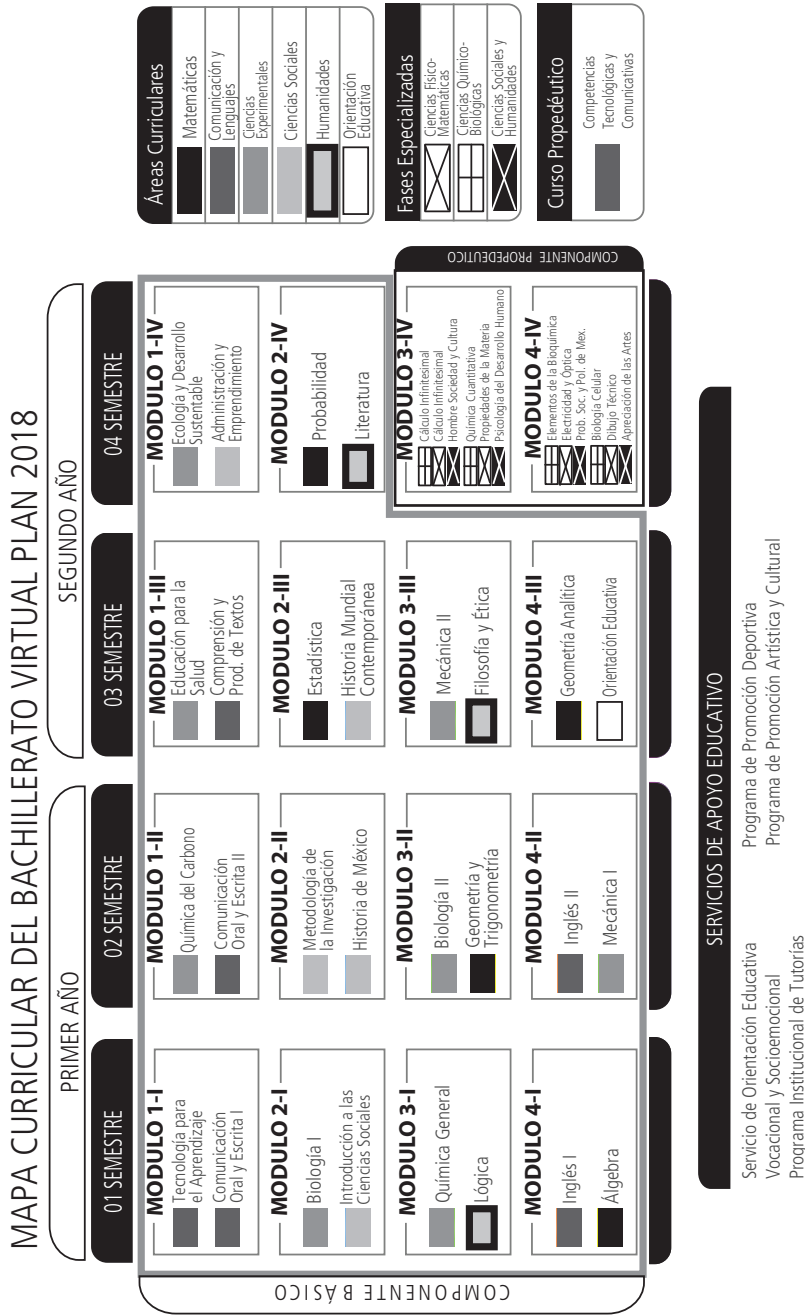 MAPA CURRICULAR DEL BACHILLERATO VIRTUAL PLAN 2018
PRIMER AÑO
SEGUNDO AÑO
01 SEMESTRE
02 SEMESTRE
03 SEMESTRE
04 SEMESTRE
COMPONENTE BÁSICO
MODULO 1-I
Tecnología para
el Aprendizaje
Comunicación
Oral y Escrita I
MODULO 1-II
Química del Carbono
Comunicación
Oral y Escrita II
MODULO 1-III
Educación para la
Salud
Comprensión y
Prod. de Textos
MODULO 1-IV
Ecología y Desarrollo
Sustentable
Administración y
Emprendimiento
MODULO 2-I
Biología I
Introducción a las
Ciencias Sociales
MODULO 2-II
Metodología de
la Investigación
Historia de México
MODULO 2-III
Estadística
Historia Mundial
Contemporánea
MODULO 2-IV
Probabilidad
Literatura
MODULO 3-I
Química General
Lógica
MODULO 3-II
Biología II
Geometría y
Trigonometría
MODULO 3-III
Mecánica II
Filosofía y Ética
MODULO 3-IV
Cálculo Infinitesimal
Cálculo Infinitesimal
Hombre Sociedad y Cultura
Química Cuantitativa
Propiedades de la Materia
Psicología del Desarrollo Humano
MODULO 4-I
Inglés I
Álgebra
MODULO 4-II
Inglés II
Mecánica I
MODULO 4-III
Geometría Analítica
Orientación Educativa
MODULO 4-IV
Elementos de la Bioquímica
Electricidad y Óptica
Prob. Soc. y Pol. de Mex.
Biología Celular
Dibujo Técnico
Apreciación de las Artes
COMPONENTE PROPEDEUTICO
Áreas Curriculares
Matemáticas
Comunicación y
Lenguajes
Ciencias
Experimentales
Ciencias Sociales
Humanidades
Orientación
Educativa
Fases Especializadas
Ciencias Físico-
Matemáticas
Ciencias Químico-
Biológicas
Ciencias Sociales y
Humanidades
Curso Propedéutico
Competencias
Tecnológicas y
Comunicativas
SERVICIOS DE APOYO EDUCATIVO
Servicio de Orientación Educativa
Vocacional y Socioemocional
Programa Institucional de Tutorías
Programa de Promoción Deportiva
Programa de Promoción Artística y Cultural